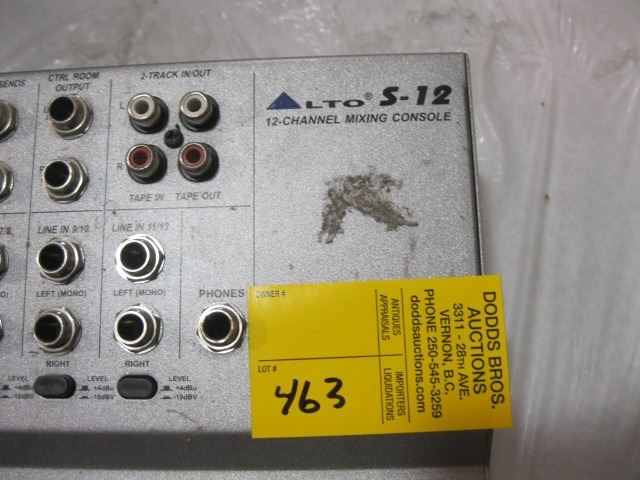 SENDS
CTRL ROOM
OUTPUT
2-TRACK IN/OUT
L
R
TAPE IN TAPE OUT
ALTO® S-12
12-CHANNEL MIXING CONSOLE
7/8
LINE IN 9/10
LINE IN 11/12
(MONO)
LEFT (MONO)
LEFT (MONO)
PHONES
RIGHT
RIGHT
LEVEL
+4dBu
-10dBV
LEVEL
+4dBu
-10dBV
LEVEL
+4dBu
-10dBV
OWNER #
LOT #
463
DODDS BROS.
AUCTIONS
3311 - 28TH AVE.
VERNON, B.C.
PHONE 250-545-3259
doddsauctions.com
ANTIQUES
APPRAISALS
IMPORTERS
LIQUIDATIONS